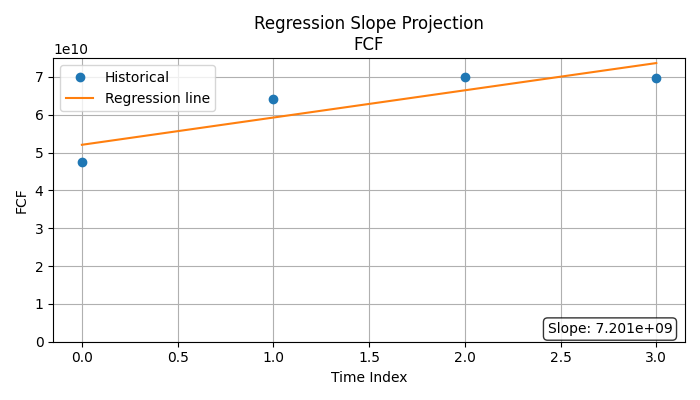 Regression Slope Projection
FCF
1e10
Historical
Regression line
7
6
5
4
3
2
1
0
FCF
Slope: 7.201e+09
0.0 0.5 1.0 1.5 2.0 2.5 3.0
Time Index